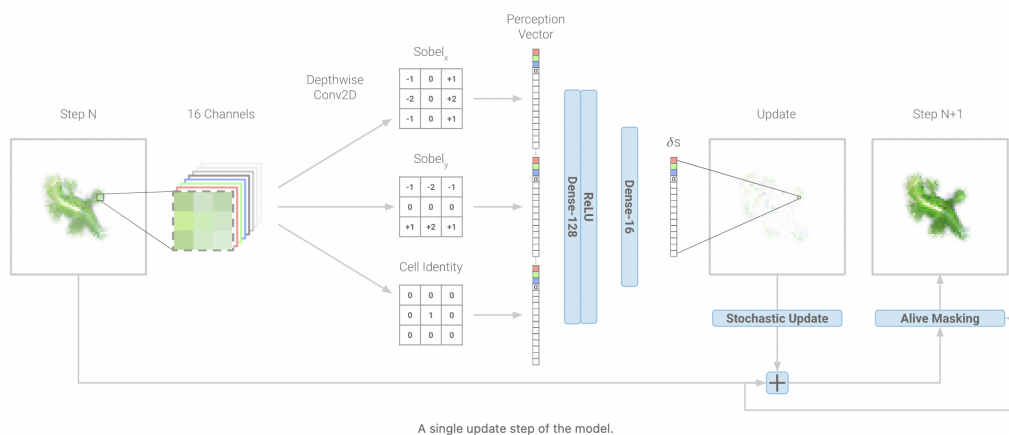 Perception
Vector
Sobelx
Depthwise
Conv2D
-1 0 +1
-2 0 +2
-1 0 +1
Step N
16 Channels
Sobely
-1 -2 -1
0 0 0
+1 +2 +1
Cell Identity
0 0 0
0 1 0
0 0 0
α
α
α
Dense-128
ReLU
Dense-16
δs
α
Update
Step N+1
Stochastic Update
Alive Masking
+
A single update step of the model.